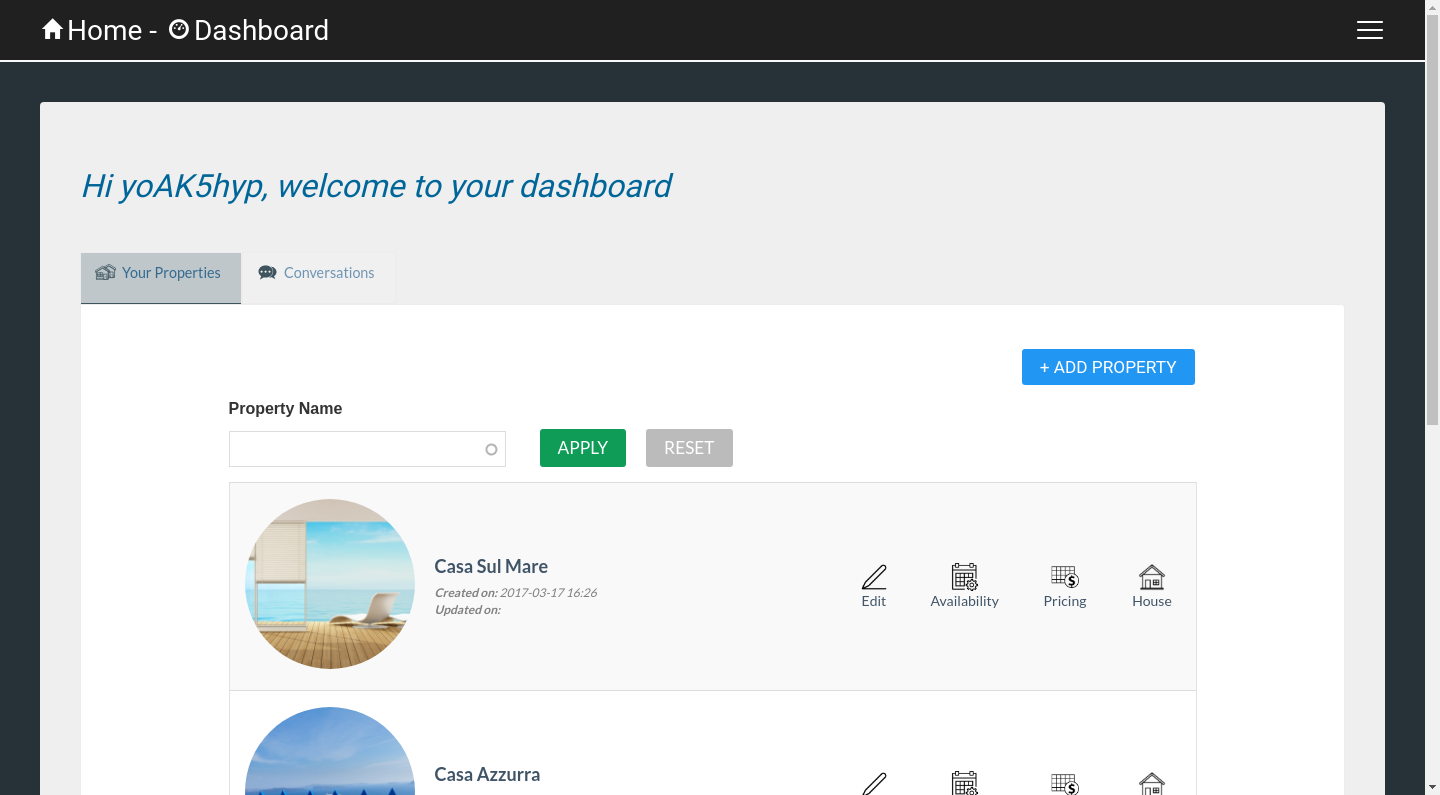 Home - Dashboard
Hi yoAK5hyp, welcome to your dashboard
Your Properties Conversations
+ ADD PROPERTY
Property Name
APPLY RESET
Casa Sul Mare
Created on: 2017-03-17 16:26
Updated on:
Edit Availability Pricing House
Casa Azzurra